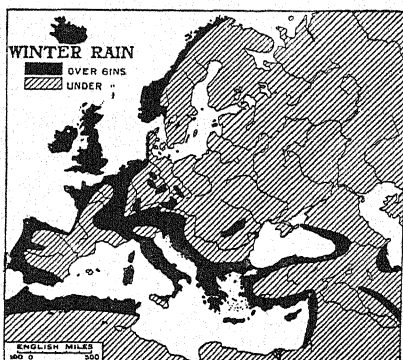 WINTER RAIN
OVER 6INS.
UNDER "
ENGLISH MILES
100 0 500